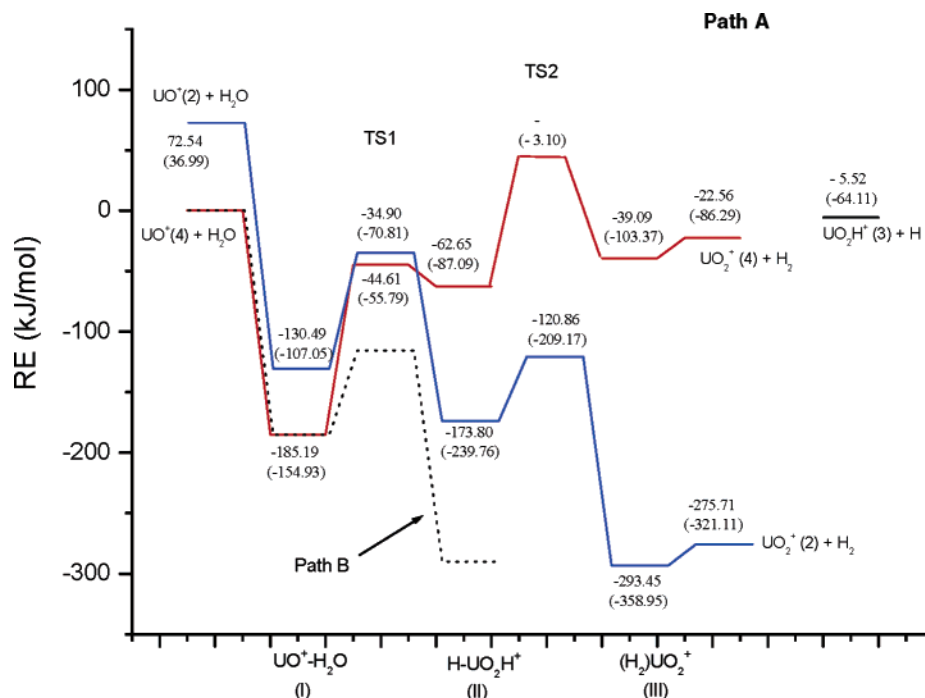 Path A
TS2
100
UO⁺(2) + H₂O
-
(- 3.10)
TS1
72.54
(36.99)
- 5.52
(-64.11)
-34.90
(-70.81)
-22.56
(-86.29)
-39.09
(-103.37)
0
UO⁺(4) + H₂O
-62.65
(-87.09)
UO₂H⁺(3) + H
UO₂⁺(4) + H₂
-44.61
(-55.79)
RE (kJ/mol)
-100
-130.49
(-107.05)
-120.86
(-209.17)
-173.80
(-239.76)
-200
-185.19
(-154.93)
-275.71
(-321.11)
UO₂⁺(2) + H₂
Path B
-300
-293.45
(-358.95)
UO⁺-H₂O
(I)
H-UO₂H⁺
(II)
(H₂)UO₂⁺
(III)